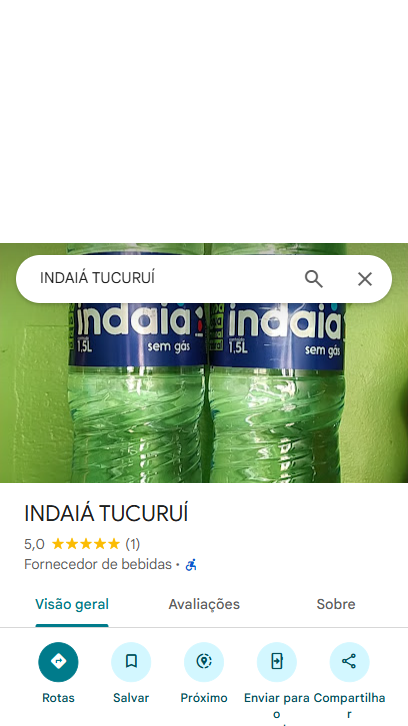 INDAIÁ TUCURUÍ
indaiá indaiá
1,5L sem gás 1,5L sem gás
INDAIÁ TUCURUÍ
5,0 (1)
Fornecedor de bebidas ·
Visão geral Avaliações Sobre
Rotas Salvar Próximo Enviar para o Compartilhar